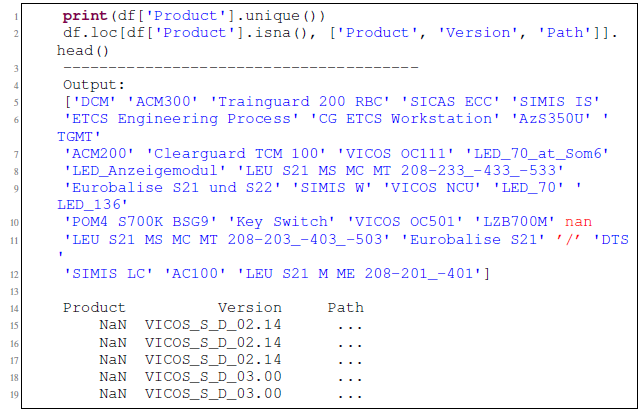 1 print(df['Product'].unique())
2 df.loc[df['Product'].isna(), ['Product', 'Version', 'Path']].
head()
3 ---------------------------------------
4 Output:
5 ['DCM' 'ACM300' 'Trainguard 200 RBC' 'SICAS ECC' 'SIMIS IS'
6 'ETCS Engineering Process' 'CG ETCS Workstation' 'AzS350U' '
TGMT'
7 'ACM200' 'Clearguard TCM 100' 'VICOS OC111' 'LED_70_at_Som6'
8 'LED_Anzeigemodul' 'LEU S21 MS MC MT 208-233_-433_-533'
9 'Eurobalise S21 und S22' 'SIMIS W' 'VICOS NCU' 'LED_70' '
LED_136'
10 'POM4 S700K BSG9' 'Key Switch' 'VICOS OC501' 'LZB700M' nan
11 'LEU S21 MS MC MT 208-203_-403_-503' 'Eurobalise S21' '/' 'DTS
'
12 'SIMIS LC' 'AC100' 'LEU S21 M ME 208-201_-401']
13
14 Product Version Path
15 NaN VICOS_S_D_02.14 ...
16 NaN VICOS_S_D_02.14 ...
17 NaN VICOS_S_D_02.14 ...
18 NaN VICOS_S_D_03.00 ...
19 NaN VICOS_S_D_03.00 ...